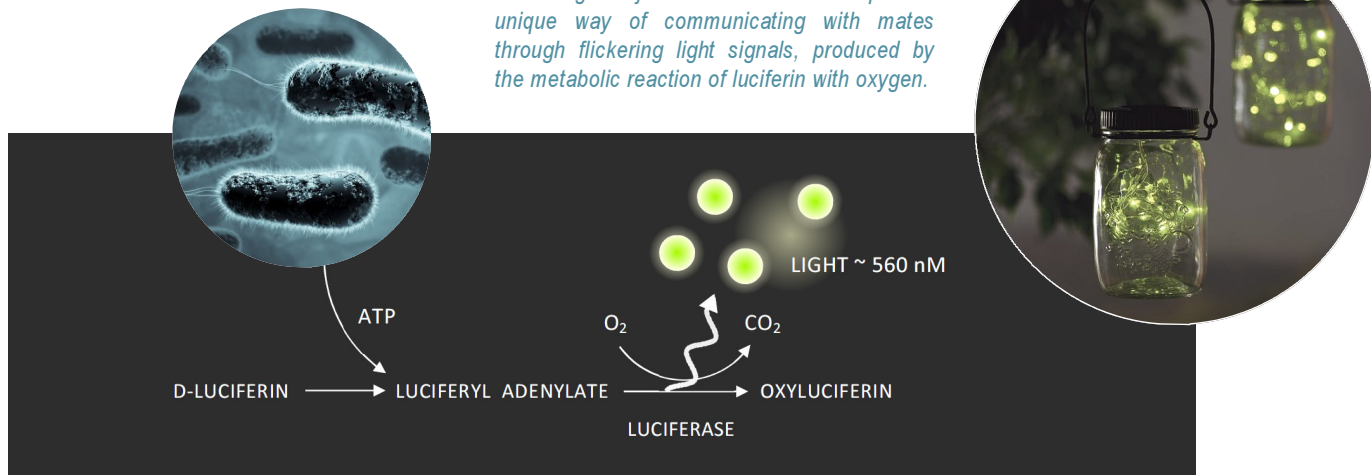 unique way of communicating with mates
through flickering light signals, produced by
the metabolic reaction of luciferin with oxygen.
LIGHT ~ 560 nM
ATP
O₂
CO₂
D-LUCIFERIN
LUCIFERYL ADENYLATE
OXYLUCIFERIN
LUCIFERASE